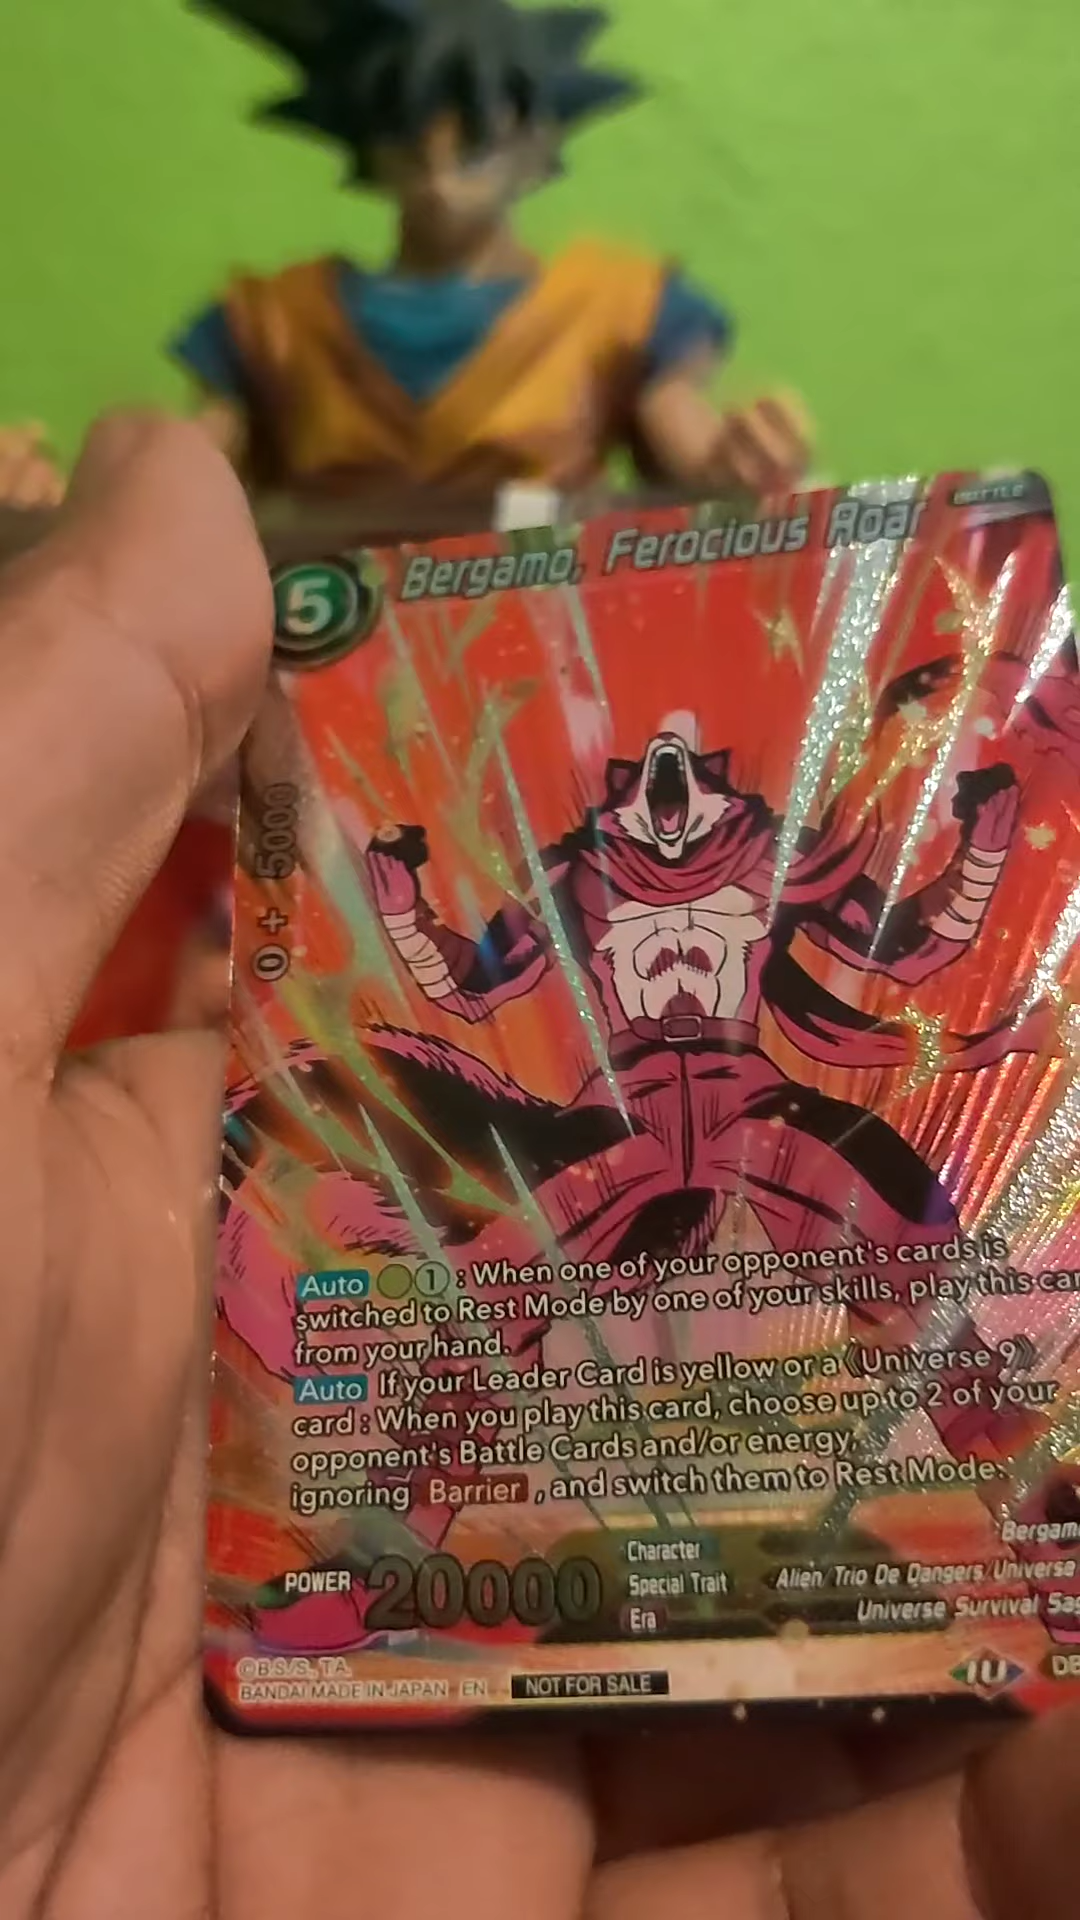 BATTLE
5
Bergamo, Ferocious Roar
0 + 5000
Auto 1 : When one of your opponent's cards is
switched to Rest Mode by one of your skills, play this car
from your hand.
Auto If your Leader Card is yellow or a 《Universe 9》
card : When you play this card, choose up to 2 of your
opponent's Battle Cards and/or energy,
ignoring Barrier , and switch them to Rest Mode.
POWER 20000
Character Bergamo
Special Trait Alien/Trio De Dangers/Universe
Era Universe Survival Sag
©B.S/S., T.A.
BANDAI MADE IN JAPAN EN NOT FOR SALE
DB